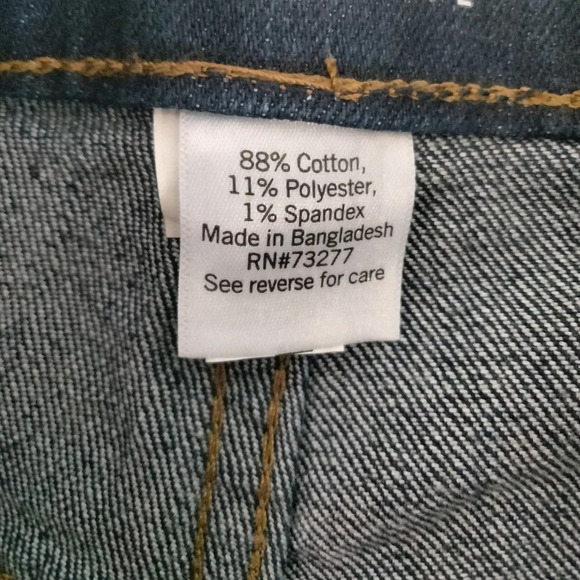 88% Cotton,
11% Polyester,
1% Spandex
Made in Bangladesh
RN#73277
See reverse for care